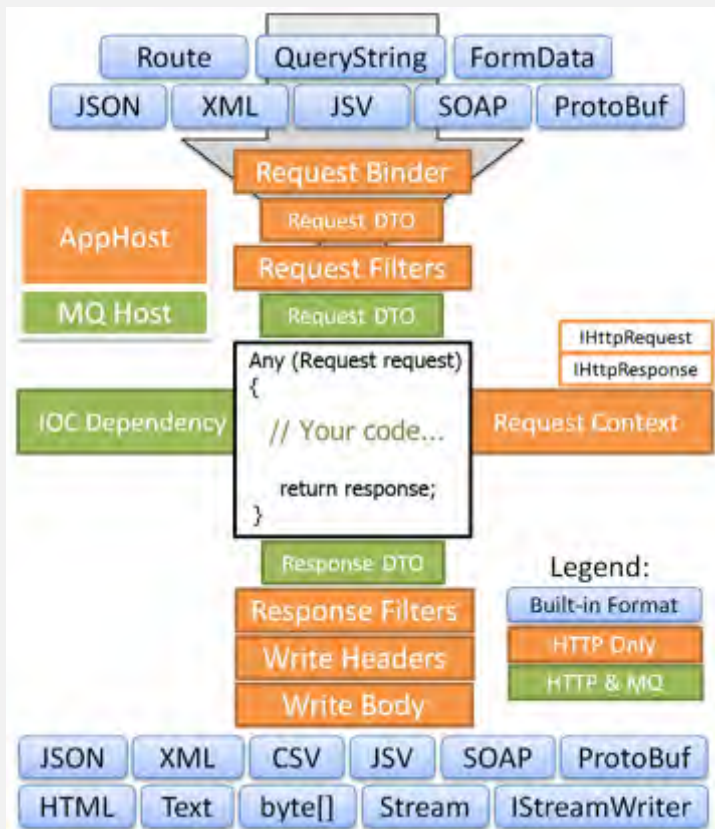 Route QueryString FormData
JSON XML JSV SOAP ProtoBuf
Request Binder
Request DTO
AppHost
Request Filters
MQ Host
Request DTO
IHttpRequest
IHttpResponse
Any (Request request)
{
IOC Dependency
// Your code...
Request Context
return response;
}
Response DTO
Legend:
Built-in Format
Response Filters
HTTP Only
Write Headers
HTTP & MQ
Write Body
JSON XML CSV JSV SOAP ProtoBuf
HTML Text byte[] Stream IStreamWriter